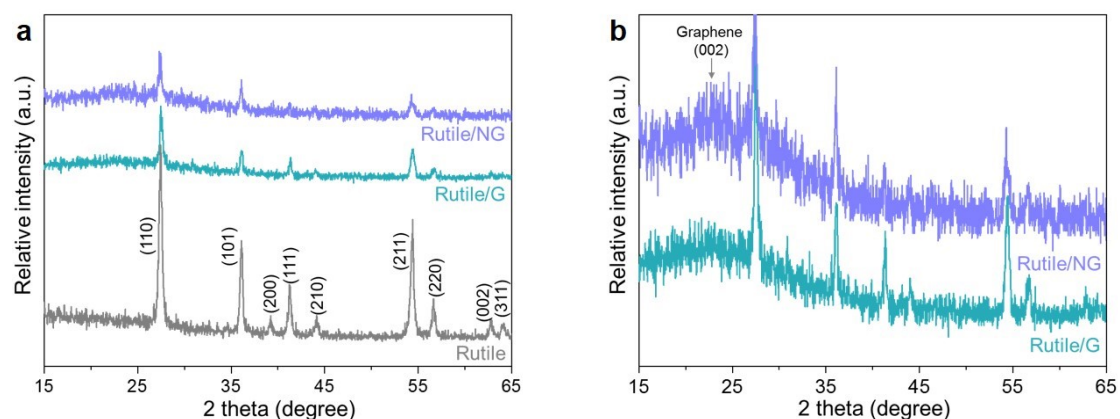 a
Relative intensity (a.u.)
Rutile/NG
Rutile/G
(110)
(101)
(200)
(111)
(210)
(211)
(220)
(002)
(311)
Rutile
15 25 35 45 55 65
2 theta (degree)
b
Relative intensity (a.u.)
Graphene
(002)
Rutile/NG
Rutile/G
15 25 35 45 55 65
2 theta (degree)